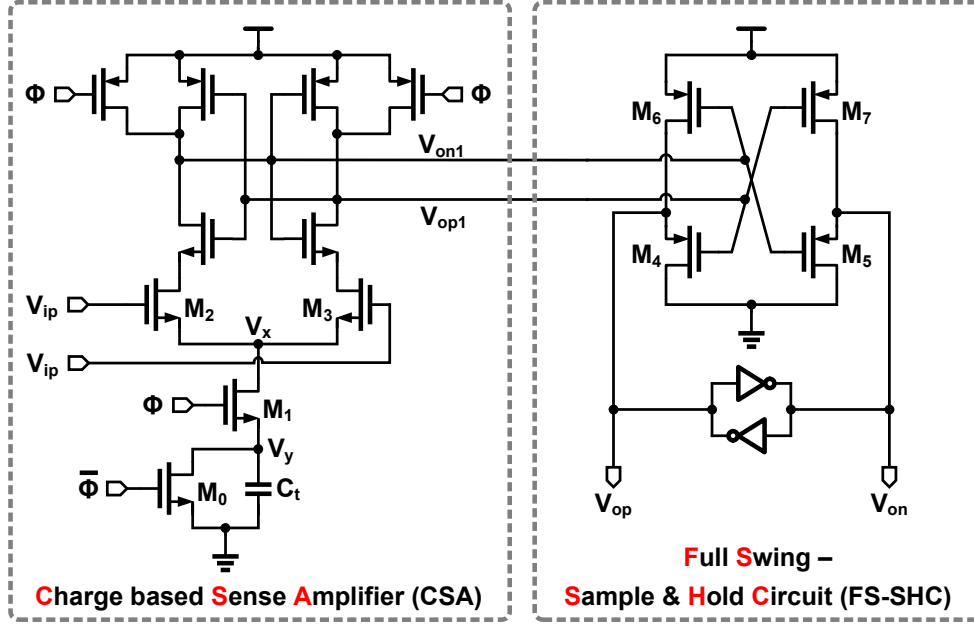 Φ
Φ
M6
M7
Von1
Vop1
M4
M5
Vip
M2
M3
Vx
Vip
Φ
M1
Vy
Φ̅
M0
Ct
Vop
Von
Charge based Sense Amplifier (CSA)
Full Swing –
Sample & Hold Circuit (FS-SHC)